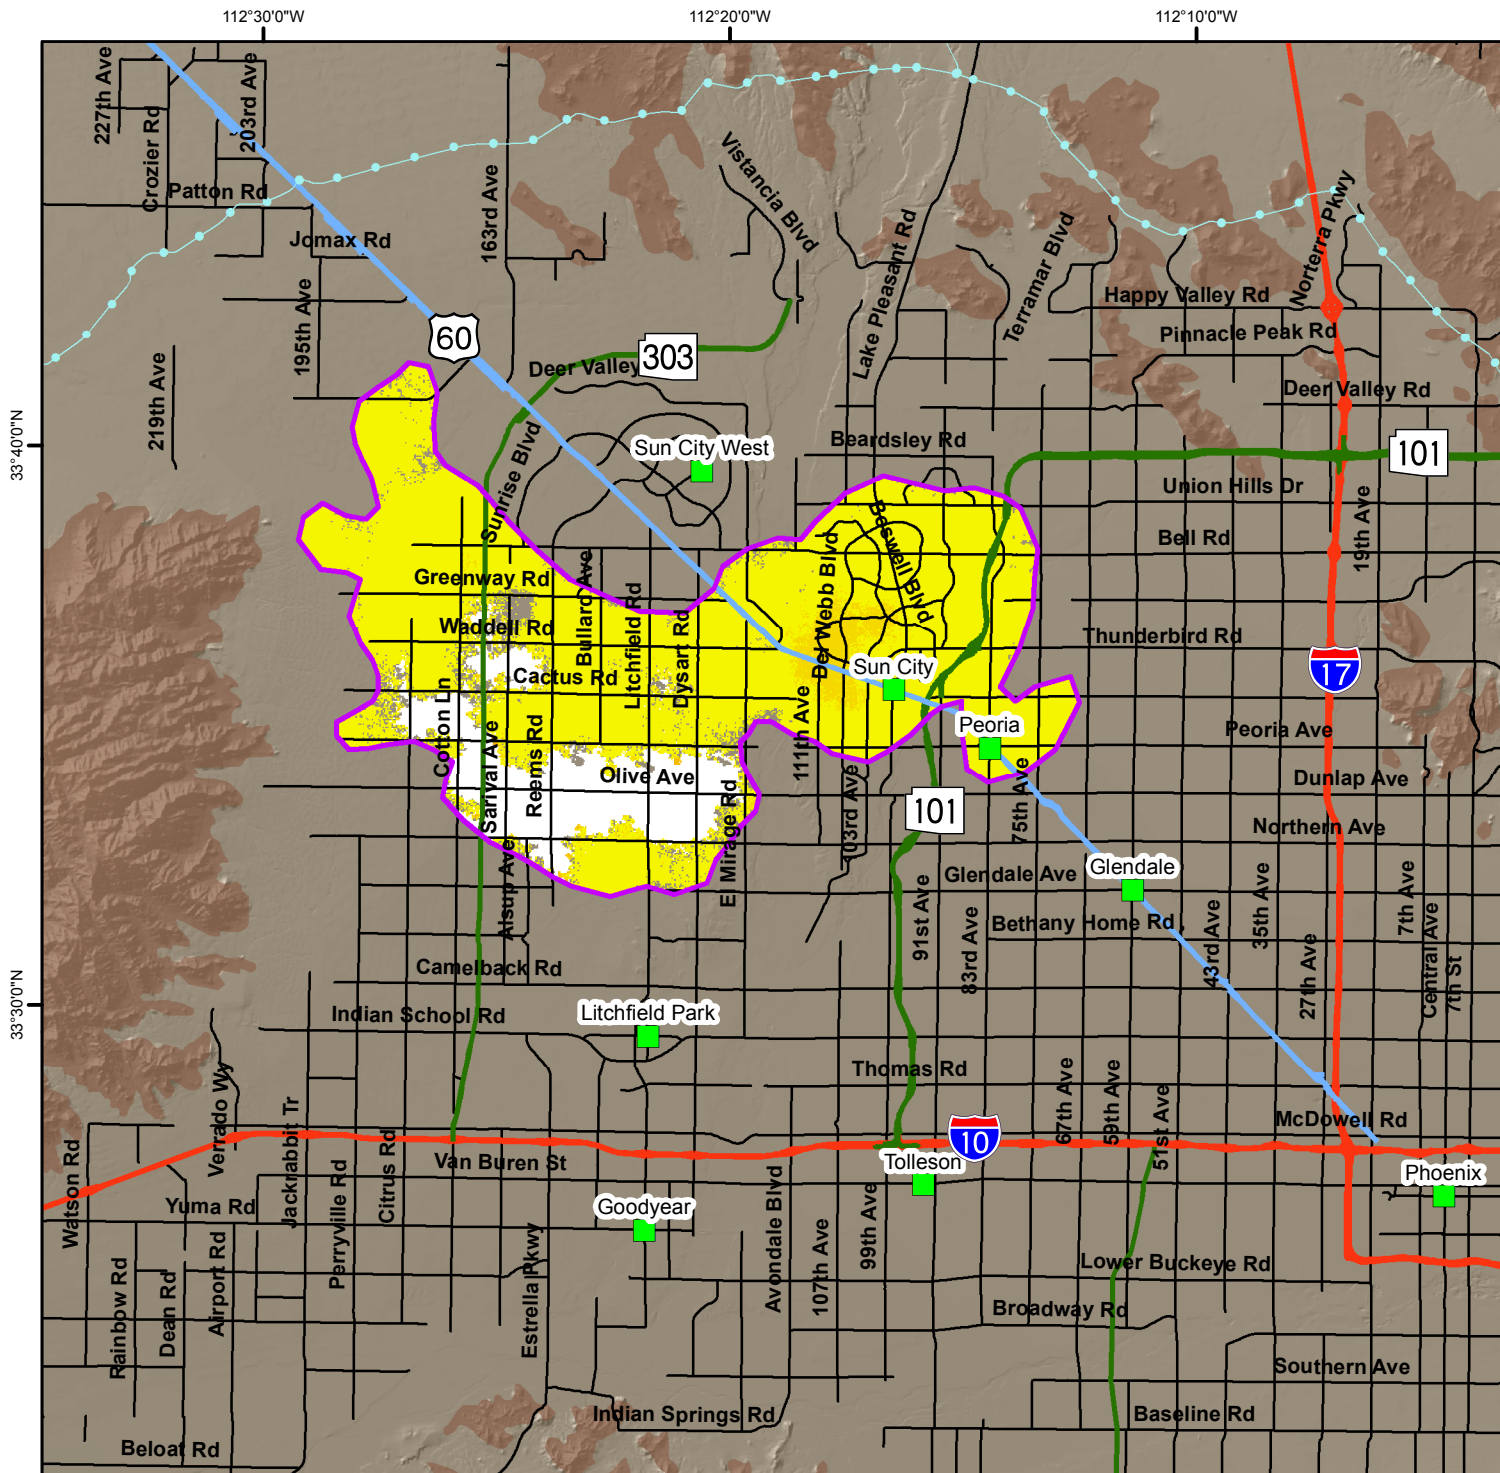 112°30'0"W
112°20'0"W
112°10'0"W
227th Ave
203rd Ave
Crozier Rd
Patton Rd
Jomax Rd
163rd Ave
Vistancia Blvd
Lake Pleasant Rd
Terramar Blvd
Norterra Pkwy
Happy Valley Rd
Pinnacle Peak Rd
195th Ave
219th Ave
60
303
Deer Valley
Deer Valley Rd
33°40'0"N
Sun City West
Beardsley Rd
101
Union Hills Dr
19th Ave
Sunrise Blvd
Boswell Blvd
Bell Rd
Del Webb Blvd
Greenway Rd
Bullard Ave
Litchfield Rd
Dysart Rd
Waddell Rd
Thunderbird Rd
Cactus Rd
Sun City
17
Cotton Ln
111th Ave
Peoria
Peoria Ave
Sarival Ave
Reems Rd
Olive Ave
Dunlap Ave
El Mirage Rd
103rd Ave
101
75th Ave
Northern Ave
Alsup Ave
Glendale Ave
Glendale
91st Ave
83rd Ave
Bethany Home Rd
43rd Ave
35th Ave
27th Ave
7th Ave
Central Ave
7th St
Camelback Rd
33°30'0"N
Indian School Rd
Litchfield Park
Thomas Rd
Verrado Wy
Jackrabbit Tr
67th Ave
59th Ave
51st Ave
McDowell Rd
10
Watson Rd
Citrus Rd
Perryville Rd
Van Buren St
Tolleson
Phoenix
Yuma Rd
Goodyear
Avondale Blvd
99th Ave
107th Ave
Airport Rd
Rainbow Rd
Dean Rd
Estrella Pkwy
Lower Buckeye Rd
Broadway Rd
Southern Ave
Indian Springs Rd
Baseline Rd
Beloat Rd